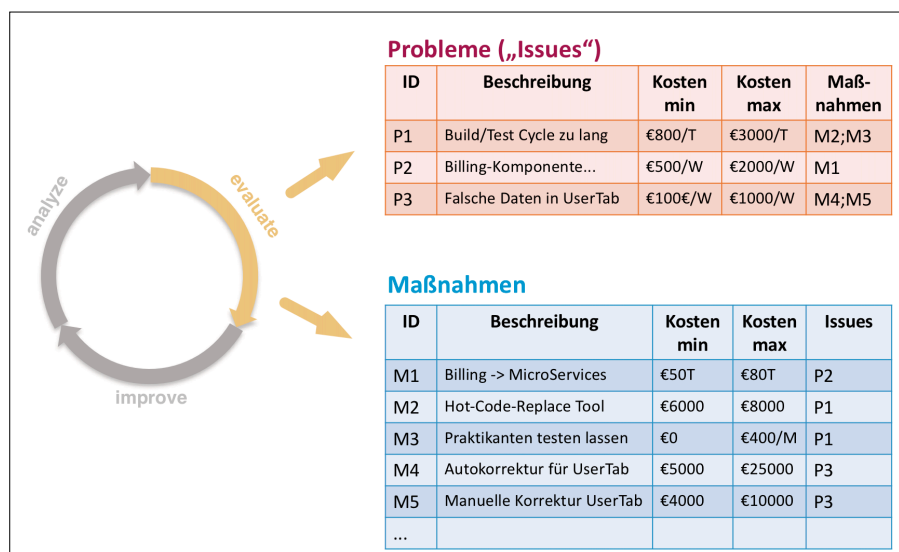 analyze
evaluate
improve
Probleme („Issues“)
ID Beschreibung Kosten min Kosten max Maß-nahmen
P1 Build/Test Cycle zu lang €800/T €3000/T M2;M3
P2 Billing-Komponente... €500/W €2000/W M1
P3 Falsche Daten in UserTab €100€/W €1000/W M4;M5
Maßnahmen
ID Beschreibung Kosten min Kosten max Issues
M1 Billing -> MicroServices €50T €80T P2
M2 Hot-Code-Replace Tool €6000 €8000 P1
M3 Praktikanten testen lassen €0 €400/M P1
M4 Autokorrektur für UserTab €5000 €25000 P3
M5 Manuelle Korrektur UserTab €4000 €10000 P3
...